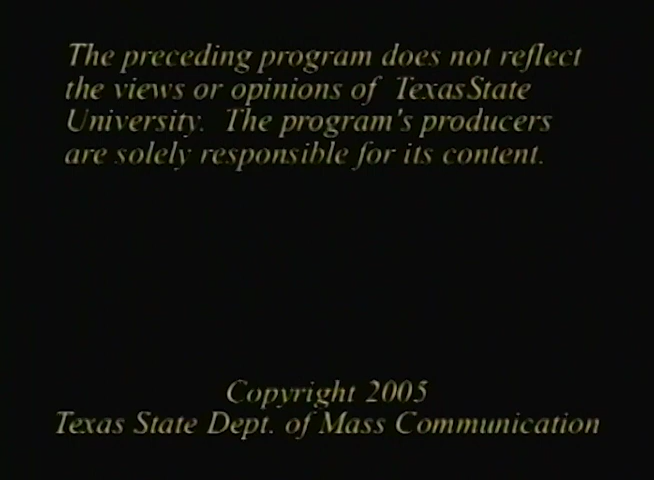 The preceding program does not reflect
the views or opinions of TexasState
University. The program's producers
are solely responsible for its content.
Copyright 2005
Texas State Dept. of Mass Communication